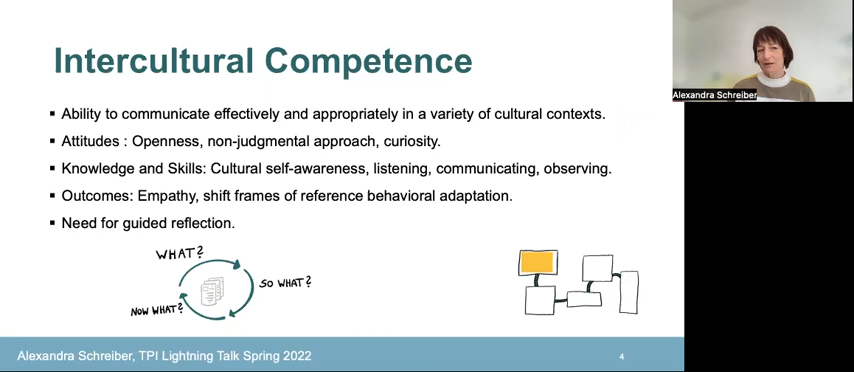 Intercultural Competence
▪ Ability to communicate effectively and appropriately in a variety of cultural contexts.
▪ Attitudes : Openness, non-judgmental approach, curiosity.
▪ Knowledge and Skills: Cultural self-awareness, listening, communicating, observing.
▪ Outcomes: Empathy, shift frames of reference behavioral adaptation.
▪ Need for guided reflection.
WHAT?
SO WHAT?
NOW WHAT?
Alexandra Schreiber, TPI Lightning Talk Spring 2022
4
Alexandra Schreiber